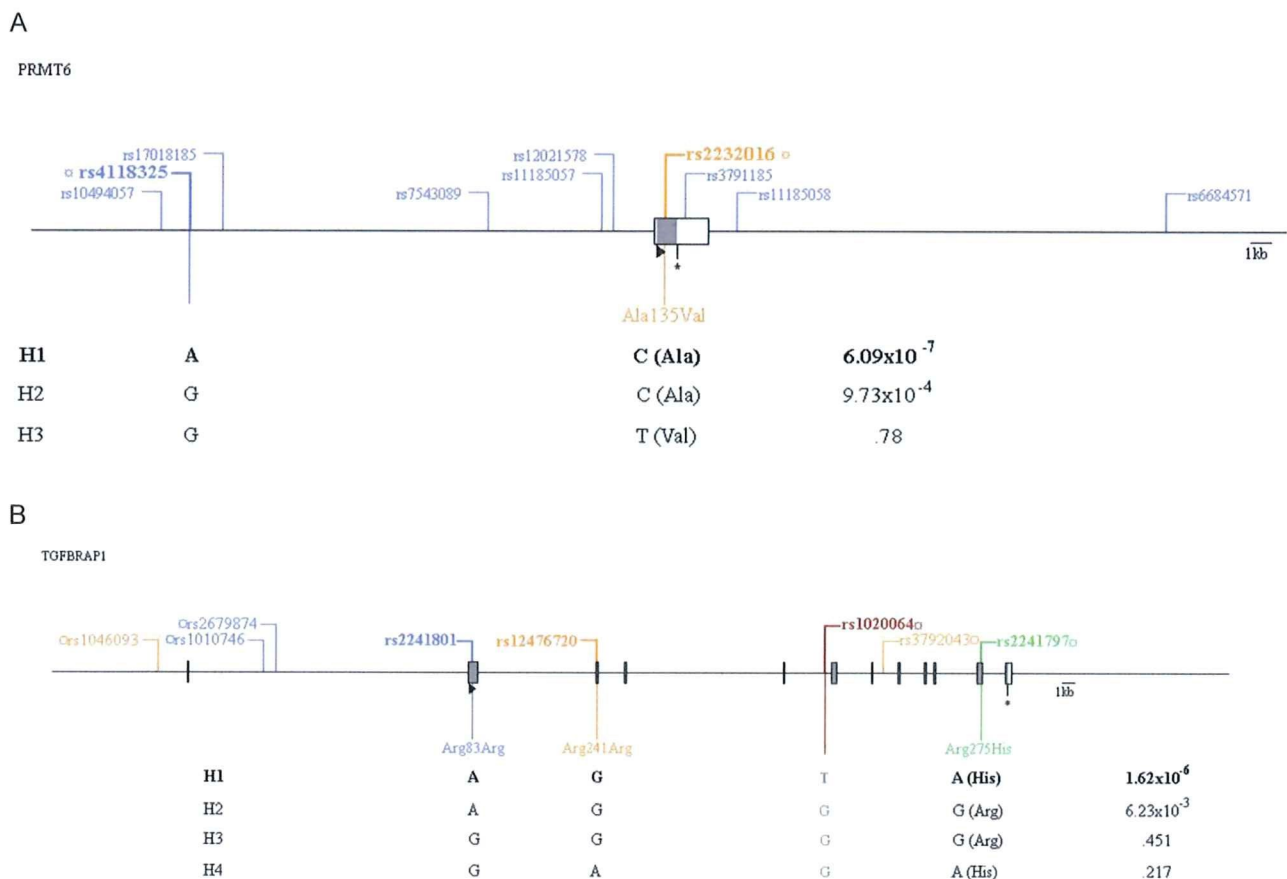 A
PRMT6
rs17018185
rs12021578
rs2232016
rs4118325
rs11185057
rs3791185
rs10494057
rs7543089
rs11185058
rs6684571
1kb
*
Ala135Val
H1 A C (Ala) 6.09x10 -7
H2 G C (Ala) 9.73x10 -4
H3 G T (Val) .78
B
TGFBRAP1
rs2679874
rs1020064
rs1046093
rs1010746
rs2241801
rs12476720
rs3792043
rs2241797
1kb
*
Arg83Arg Arg241Arg Arg275His
H1 A G T A (His) 1.62x10 -6
H2 A G G G (Arg) 6.23x10 -3
H3 G G G G (Arg) .451
H4 G A G A (His) .217